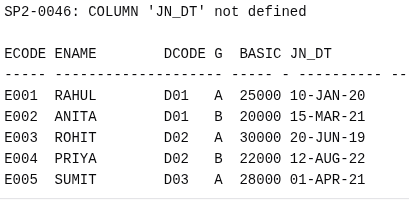 SP2-0046: COLUMN 'JN_DT' not defined
ECODE ENAME                DCODE G  BASIC JN_DT
----- -------------------- ----- - ---------- --
E001  RAHUL        D01   A  25000 10-JAN-20
E002  ANITA        D01   B  20000 15-MAR-21
E003  ROHIT        D02   A  30000 20-JUN-19
E004  PRIYA        D02   B  22000 12-AUG-22
E005  SUMIT        D03   A  28000 01-APR-21